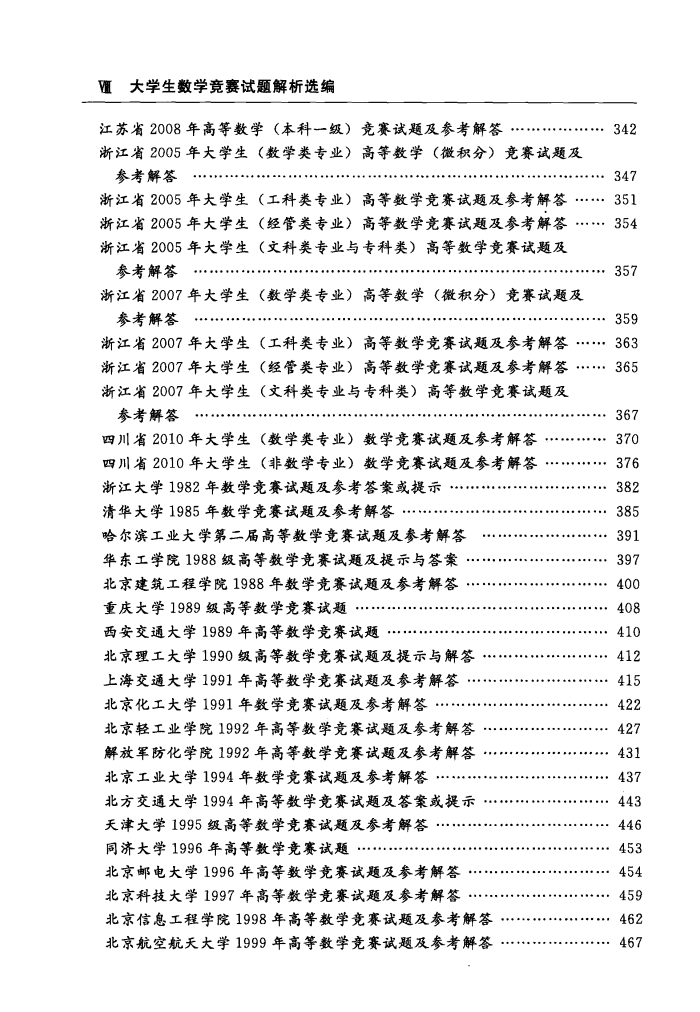 Ⅷ 大学生数学竞赛试题解析选编
江苏省 2008 年高等数学（本科一级）竞赛试题及参考解答 ……………… 342
浙江省 2005 年大学生（数学类专业）高等数学（微积分）竞赛试题及
参考解答 …………………………………………………………………… 347
浙江省 2005 年大学生（工科类专业）高等数学竞赛试题及参考解答 …… 351
浙江省 2005 年大学生（经管类专业）高等数学竞赛试题及参考解答 …… 354
浙江省 2005 年大学生（文科类专业与专科类）高等数学竞赛试题及
参考解答 …………………………………………………………………… 357
浙江省 2007 年大学生（数学类专业）高等数学（微积分）竞赛试题及
参考解答 …………………………………………………………………… 359
浙江省 2007 年大学生（工科类专业）高等数学竞赛试题及参考解答 …… 363
浙江省 2007 年大学生（经管类专业）高等数学竞赛试题及参考解答 …… 365
浙江省 2007 年大学生（文科类专业与专科类）高等数学竞赛试题及
参考解答 …………………………………………………………………… 367
四川省 2010 年大学生（数学类专业）数学竞赛试题及参考解答 ………… 370
四川省 2010 年大学生（非数学专业）数学竞赛试题及参考解答 ………… 376
浙江大学 1982 年数学竞赛试题及参考答案或提示 ………………………… 382
清华大学 1985 年数学竞赛试题及参考解答 ………………………………… 385
哈尔滨工业大学第二届高等数学竞赛试题及参考解答 …………………… 391
华东工学院 1988 级高等数学竞赛试题及提示与答案 ……………………… 397
北京建筑工程学院 1988 年数学竞赛试题及参考解答 ……………………… 400
重庆大学 1989 级高等数学竞赛试题 ………………………………………… 408
西安交通大学 1989 年高等数学竞赛试题 …………………………………… 410
北京理工大学 1990 级高等数学竞赛试题及提示与解答 …………………… 412
上海交通大学 1991 年高等数学竞赛试题及参考解答 ……………………… 415
北京化工大学 1991 年数学竞赛试题及参考解答 …………………………… 422
北京轻工业学院 1992 年高等数学竞赛试题及参考解答 …………………… 427
解放军防化学院 1992 年高等数学竞赛试题及参考解答 …………………… 431
北京工业大学 1994 年数学竞赛试题及参考解答 …………………………… 437
北方交通大学 1994 年高等数学竞赛试题及答案或提示 …………………… 443
天津大学 1995 级高等数学竞赛试题及参考解答 …………………………… 446
同济大学 1996 年高等数学竞赛试题 ………………………………………… 453
北京邮电大学 1996 年高等数学竞赛试题及参考解答 ……………………… 454
北京科技大学 1997 年高等数学竞赛试题及参考解答 ……………………… 459
北京信息工程学院 1998 年高等数学竞赛试题及参考解答 ………………… 462
北京航空航天大学 1999 年高等数学竞赛试题及参考解答 ………………… 467